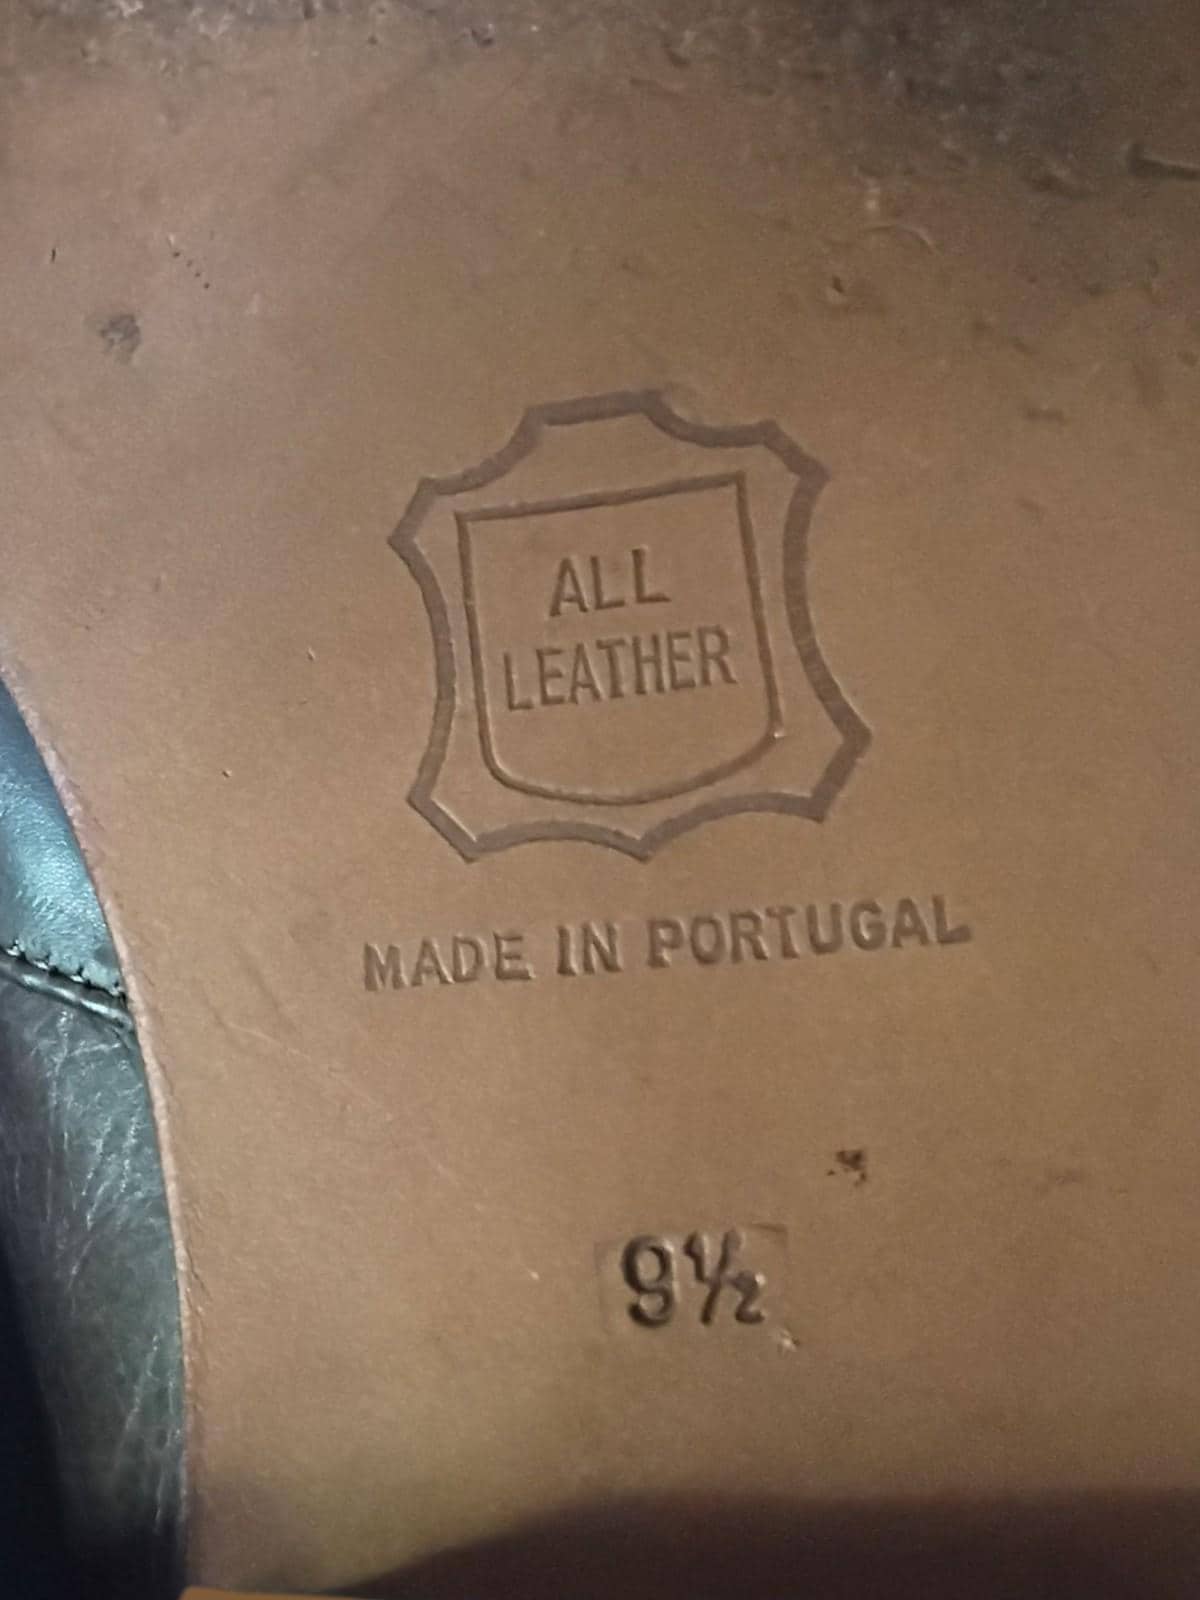 ALL
LEATHER
MADE IN PORTUGAL
9½